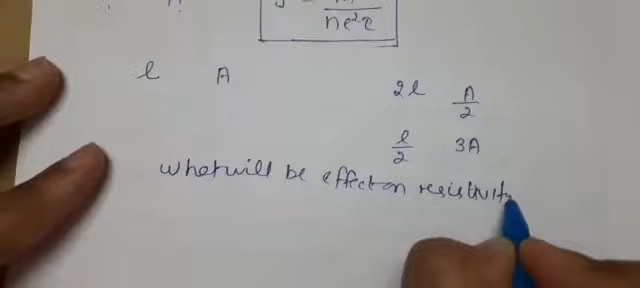 ne²τ
l A
2l A/2
l/2 3A
what will be effect on resistivity